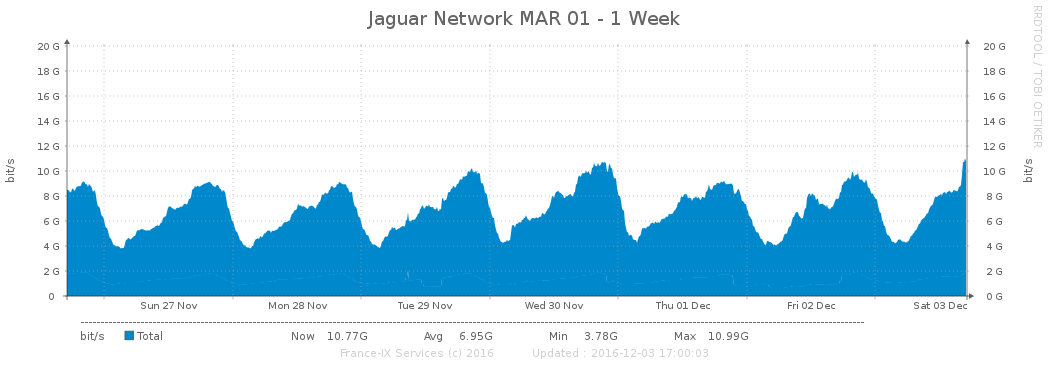 Jaguar Network MAR 01 - 1 Week
RRDTOOL / TOBI OETIKER
bit/s
bit/s
20 G 20 G
18 G 18 G
16 G 16 G
14 G 14 G
12 G 12 G
10 G 10 G
8 G 8 G
6 G 6 G
4 G 4 G
2 G 2 G
0 0 G
Sun 27 Nov Mon 28 Nov Tue 29 Nov Wed 30 Nov Thu 01 Dec Fri 02 Dec Sat 03 Dec
bit/s Total Now 10.77G Avg 6.95G Min 3.78G Max 10.99G
France-IX Services (c) 2016 Updated : 2016-12-03 17:00:03